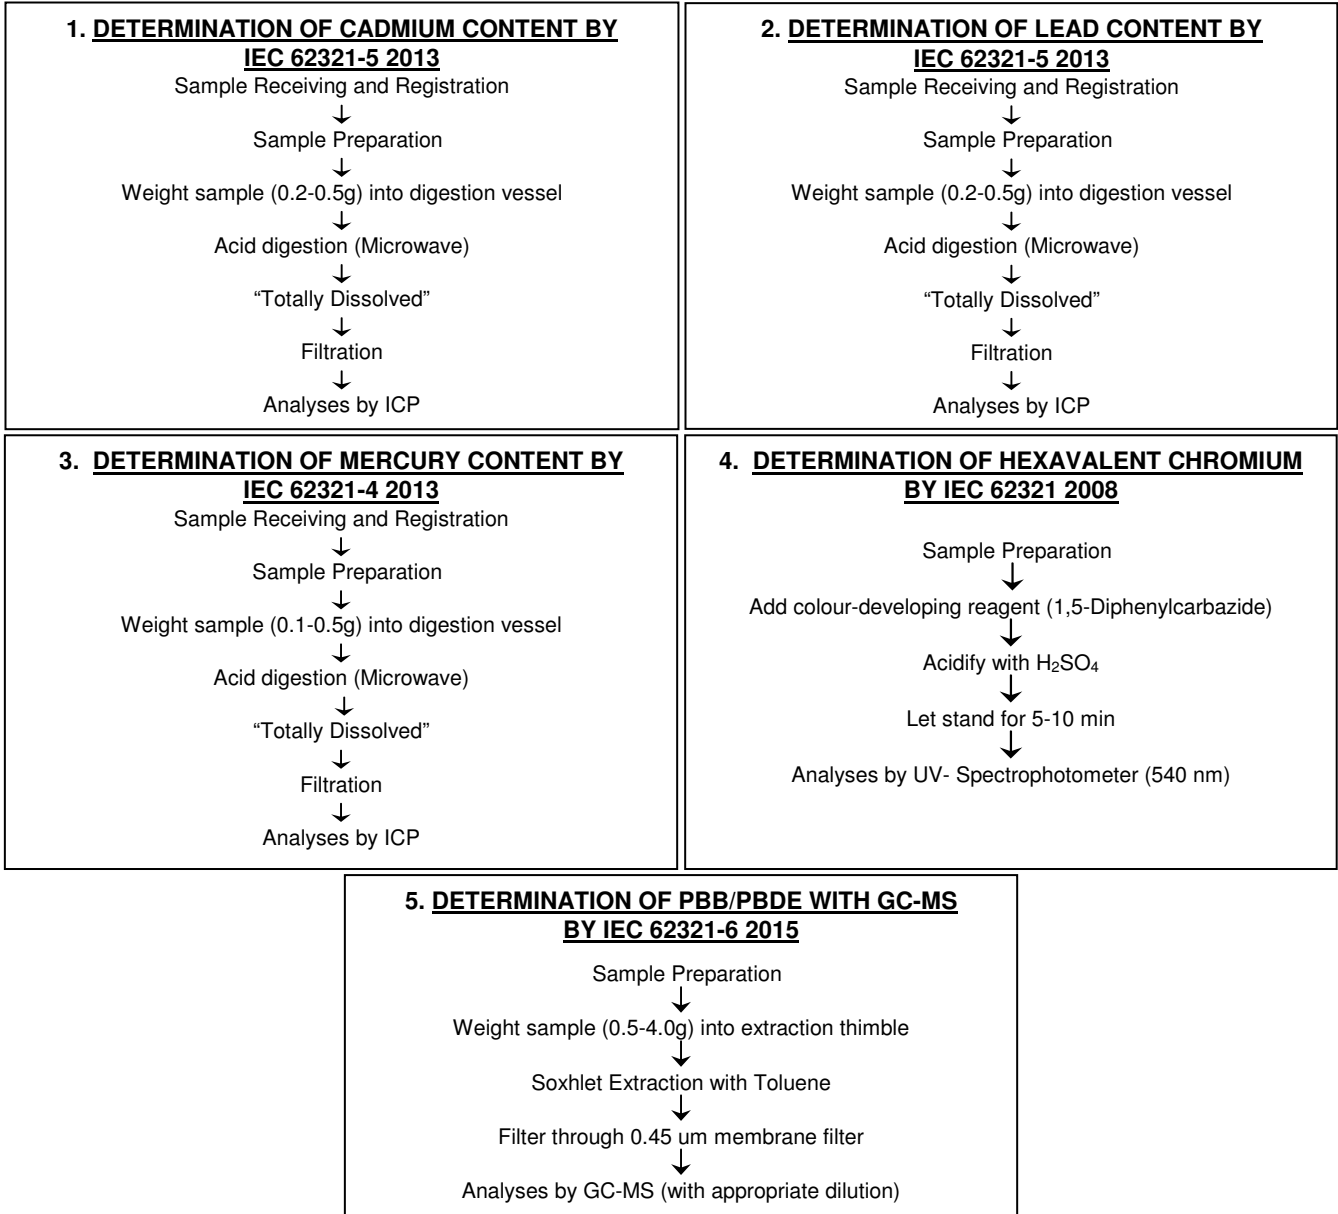 1. DETERMINATION OF CADMIUM CONTENT BY
IEC 62321-5 2013
Sample Receiving and Registration
Sample Preparation
Weight sample (0.2-0.5g) into digestion vessel
Acid digestion (Microwave)
“Totally Dissolved”
Filtration
Analyses by ICP
2. DETERMINATION OF LEAD CONTENT BY
IEC 62321-5 2013
Sample Receiving and Registration
Sample Preparation
Weight sample (0.2-0.5g) into digestion vessel
Acid digestion (Microwave)
“Totally Dissolved”
Filtration
Analyses by ICP
3. DETERMINATION OF MERCURY CONTENT BY
IEC 62321-4 2013
Sample Receiving and Registration
Sample Preparation
Weight sample (0.1-0.5g) into digestion vessel
Acid digestion (Microwave)
“Totally Dissolved”
Filtration
Analyses by ICP
4. DETERMINATION OF HEXAVALENT CHROMIUM
BY IEC 62321 2008
Sample Preparation
Add colour-developing reagent (1,5-Diphenylcarbazide)
Acidify with H₂SO₄
Let stand for 5-10 min
Analyses by UV- Spectrophotometer (540 nm)
5. DETERMINATION OF PBB/PBDE WITH GC-MS
BY IEC 62321-6 2015
Sample Preparation
Weight sample (0.5-4.0g) into extraction thimble
Soxhlet Extraction with Toluene
Filter through 0.45 um membrane filter
Analyses by GC-MS (with appropriate dilution)